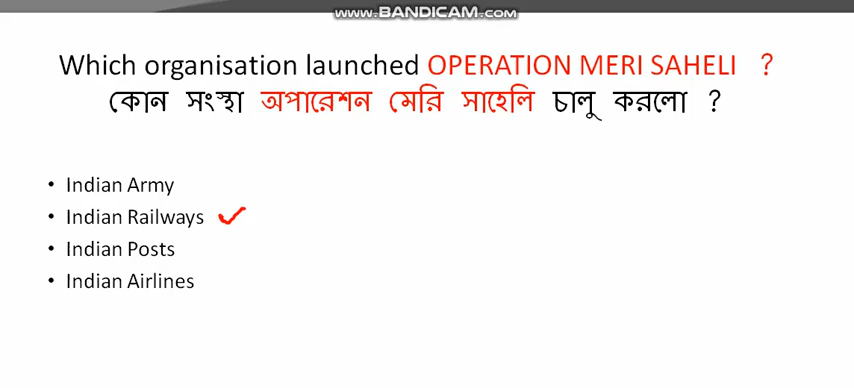 www.BANDICAM.com
Which organisation launched OPERATION MERI SAHELI ?
কোন সংস্থা অপারেশন মেরি সাহেলি চালু করলো ?
• Indian Army
• Indian Railways
• Indian Posts
• Indian Airlines